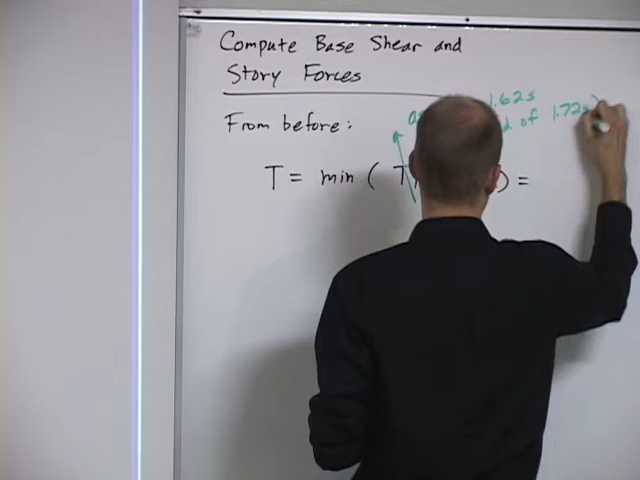 Compute Base Shear and
Story Forces
1.62s
From before:
of 1.72s)
T = min ( T ) =